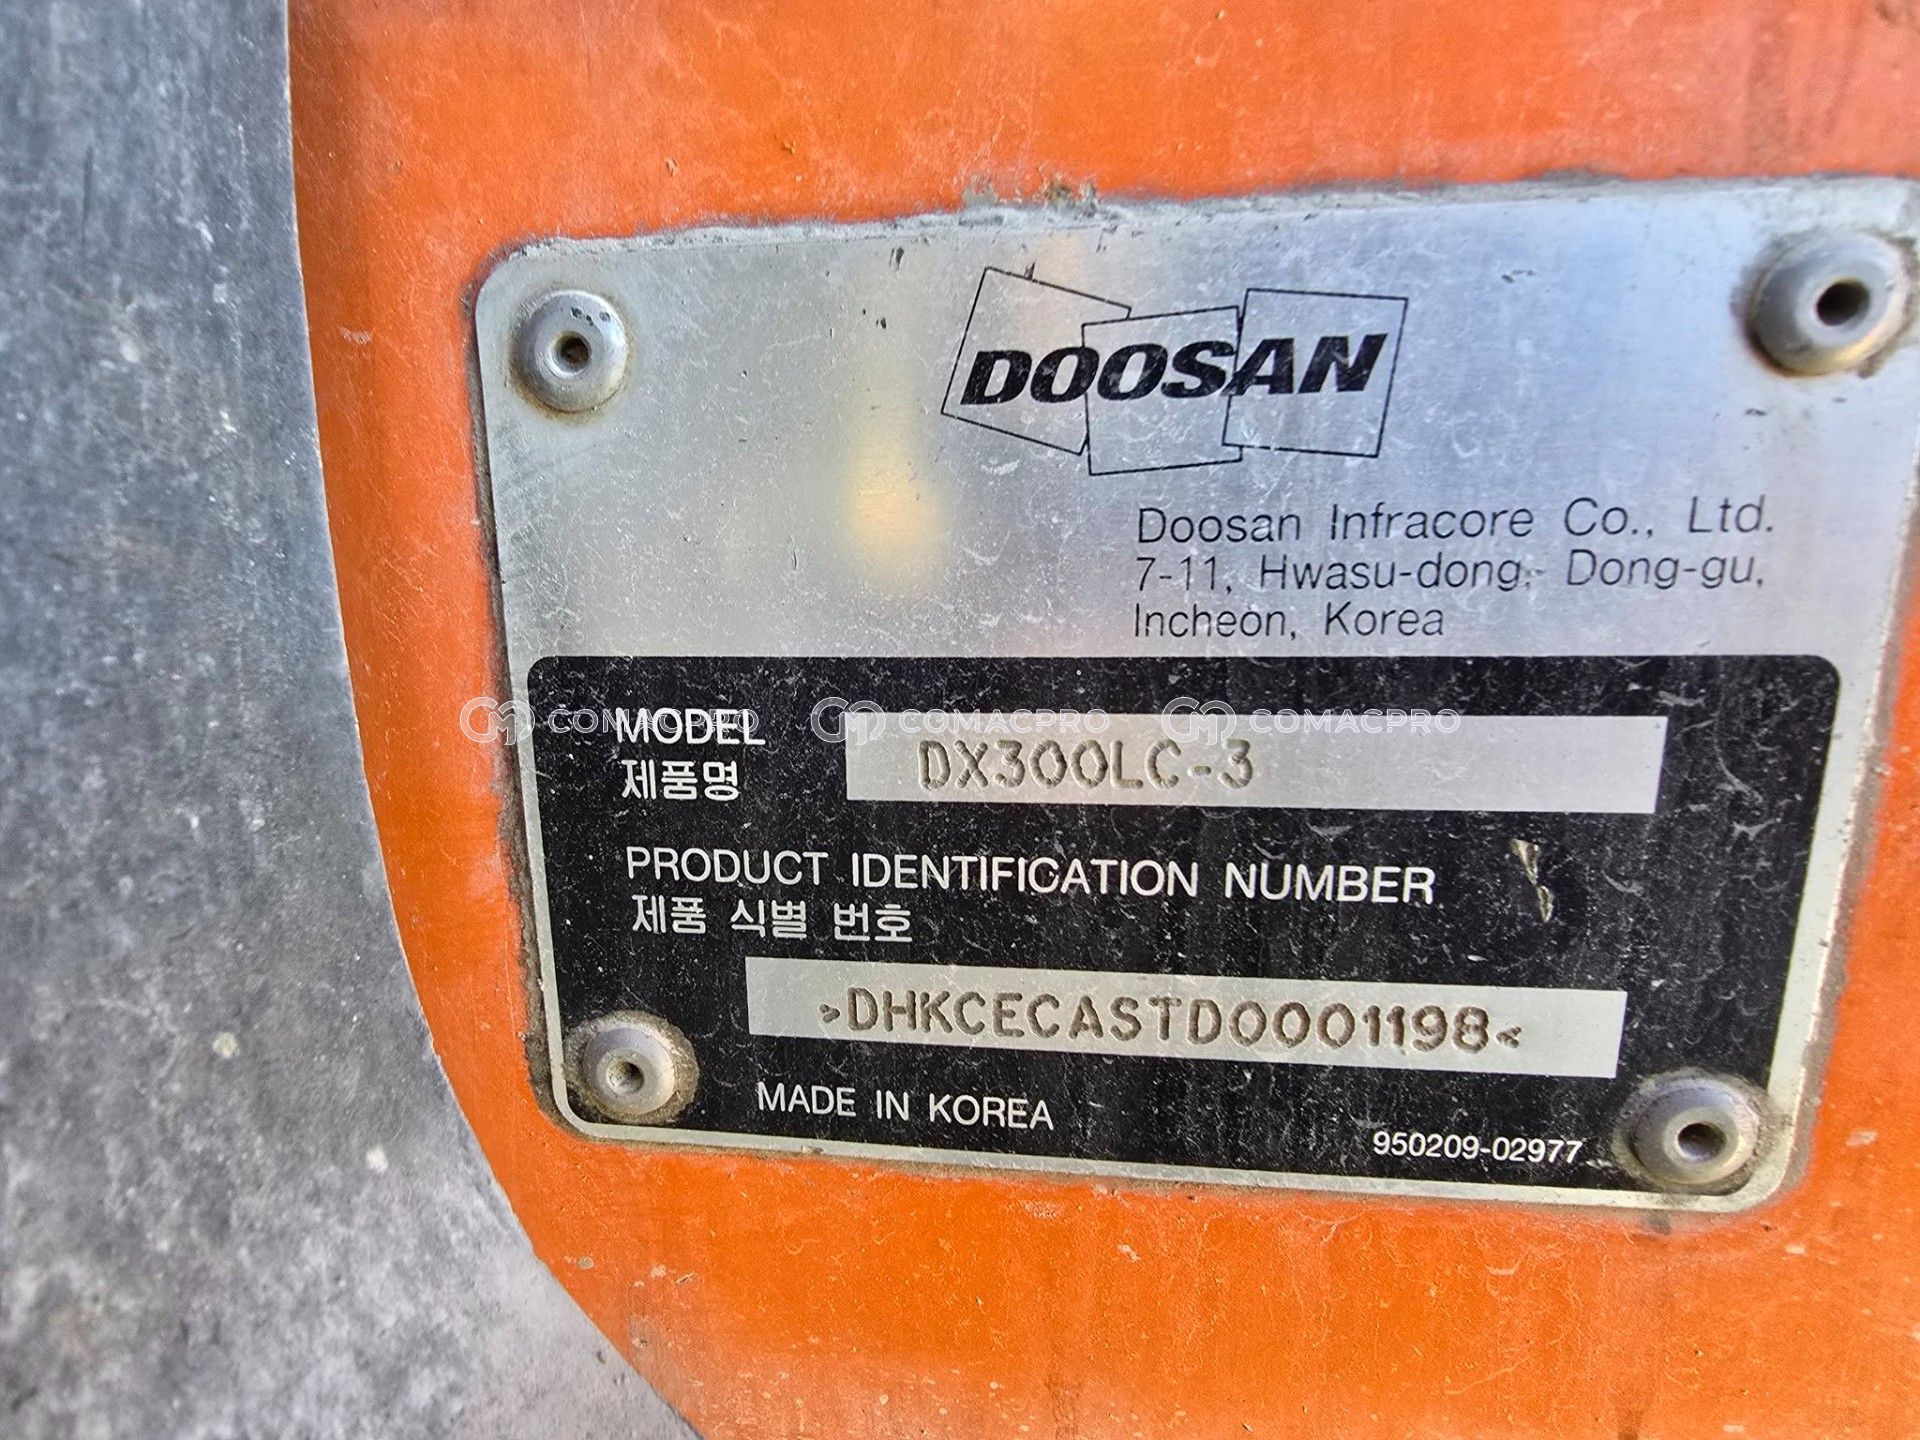 DOOSAN
Doosan Infracore Co., Ltd.
7-11, Hwasu-dong, Dong-gu,
Incheon, Korea
COMACPRO COMACPRO COMACPRO
MODEL DX300LC-3
제품명
PRODUCT IDENTIFICATION NUMBER
제품 식별 번호
>DHKCECASTD0001198<
MADE IN KOREA
950209-02977